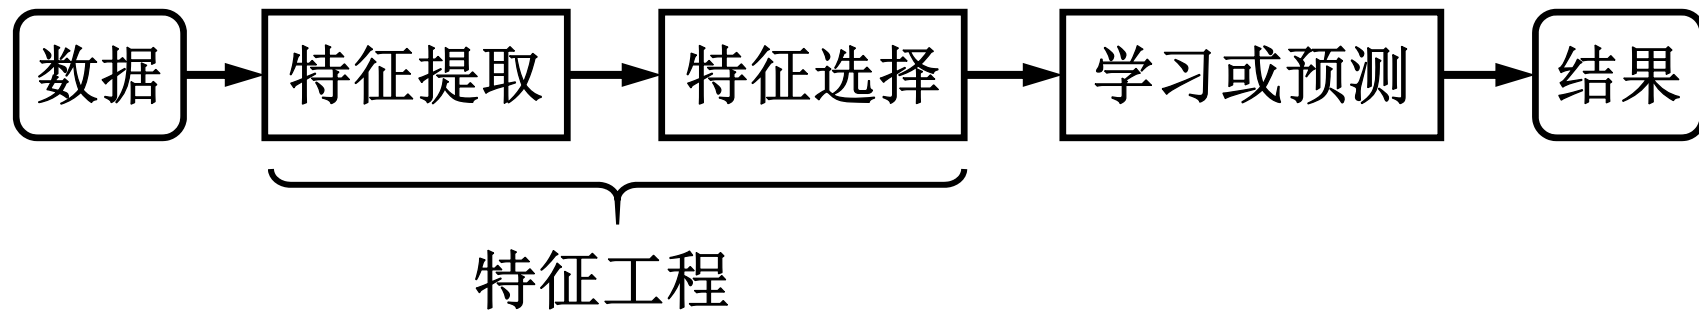 数据
特征提取
特征选择
学习或预测
结果
特征工程